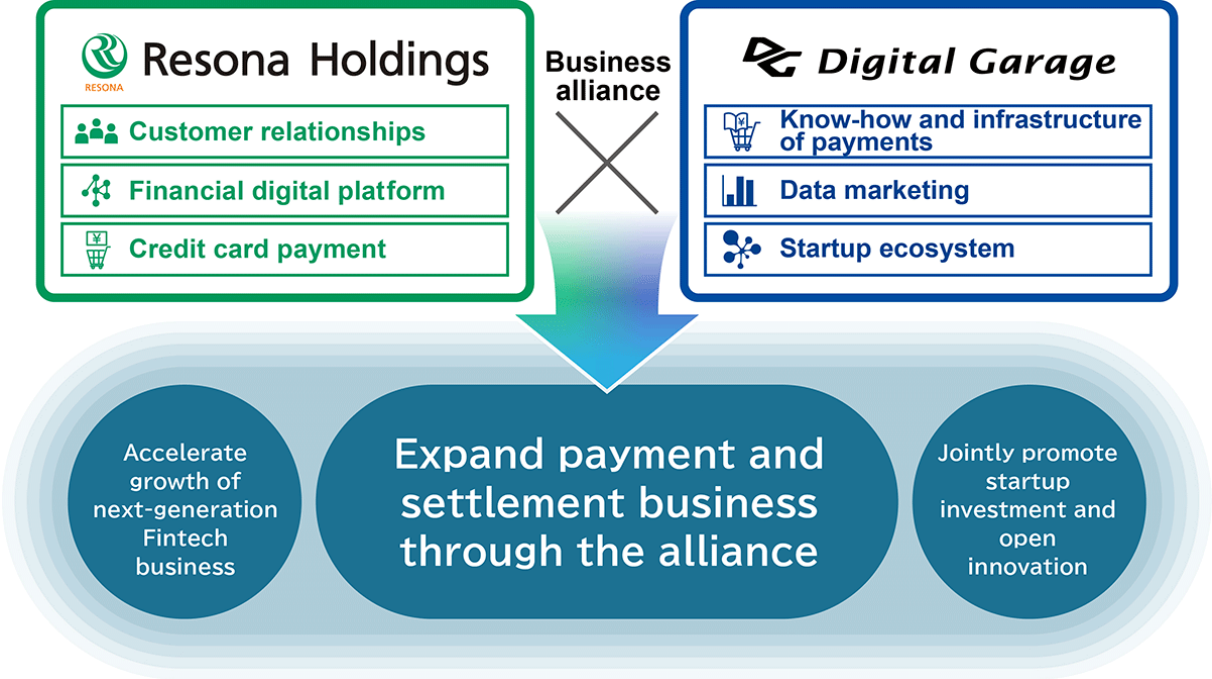 RESONA
Resona Holdings
Customer relationships
Financial digital platform
¥
Credit card payment
Business
alliance
DG Digital Garage
¥
Know-how and infrastructure
of payments
Data marketing
Startup ecosystem
Accelerate
growth of
next-generation
Fintech
business
Expand payment and
settlement business
through the alliance
Jointly promote
startup
investment and
open
innovation